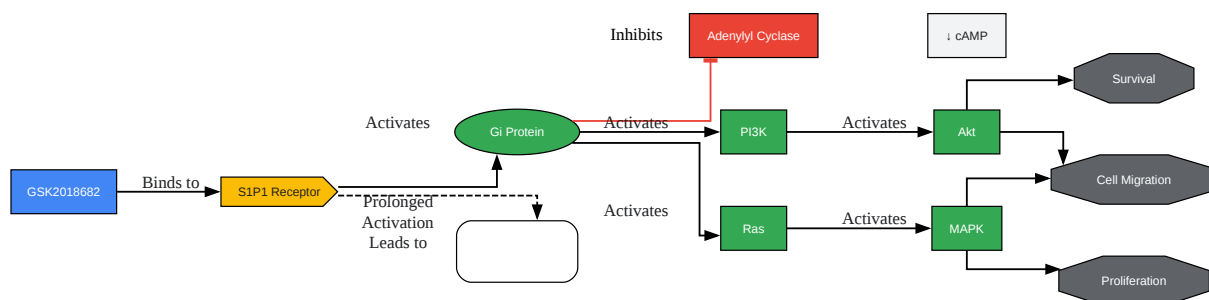 Inhibits
Adenylyl Cyclase
↓ cAMP
Survival
Activates
Gi Protein
Activates
PI3K
Activates
Akt
GSK2018682
Binds to
S1P1 Receptor
Prolonged
Activation
Leads to
Cell Migration
Activates
Ras
Activates
MAPK
Proliferation